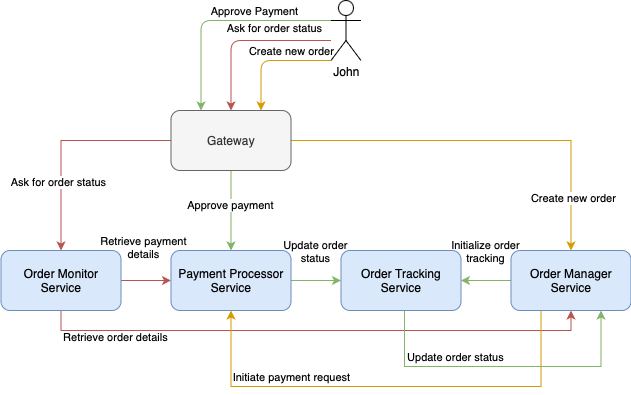 Approve Payment
Ask for order status
Create new order
John
Gateway
Ask for order status
Approve payment
Create new order
Retrieve payment
details
Update order
status
Initialize order
tracking
Order Monitor
Service
Payment Processor
Service
Order Tracking
Service
Order Manager
Service
Retrieve order details
Update order status
Initiate payment request